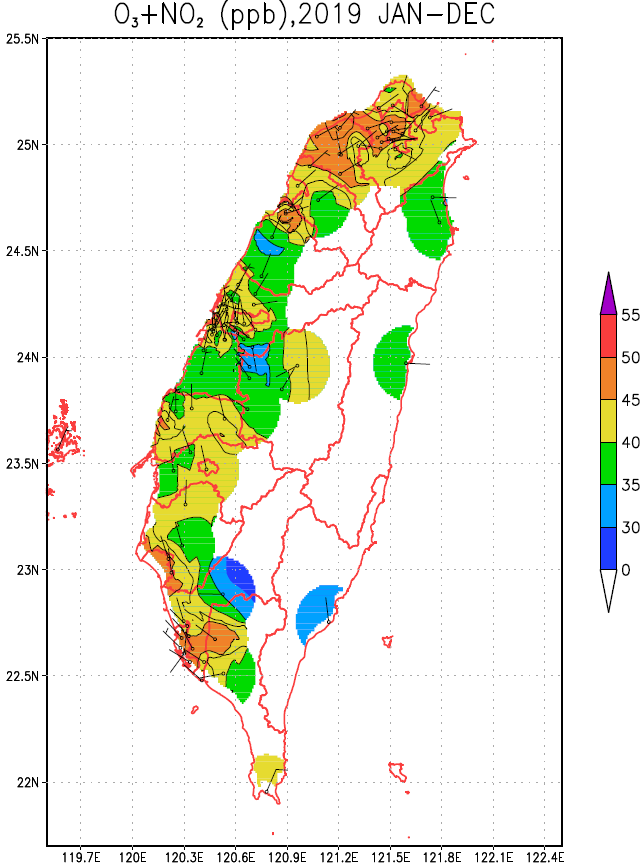 O₃+NO₂ (ppb),2019 JAN−DEC
25.5N
25N
24.5N
24N
23.5N
23N
22.5N
22N
119.7E 120E 120.3E 120.6E 120.9E 121.2E 121.5E 121.8E 122.1E 122.4E
55
50
45
40
35
30
0